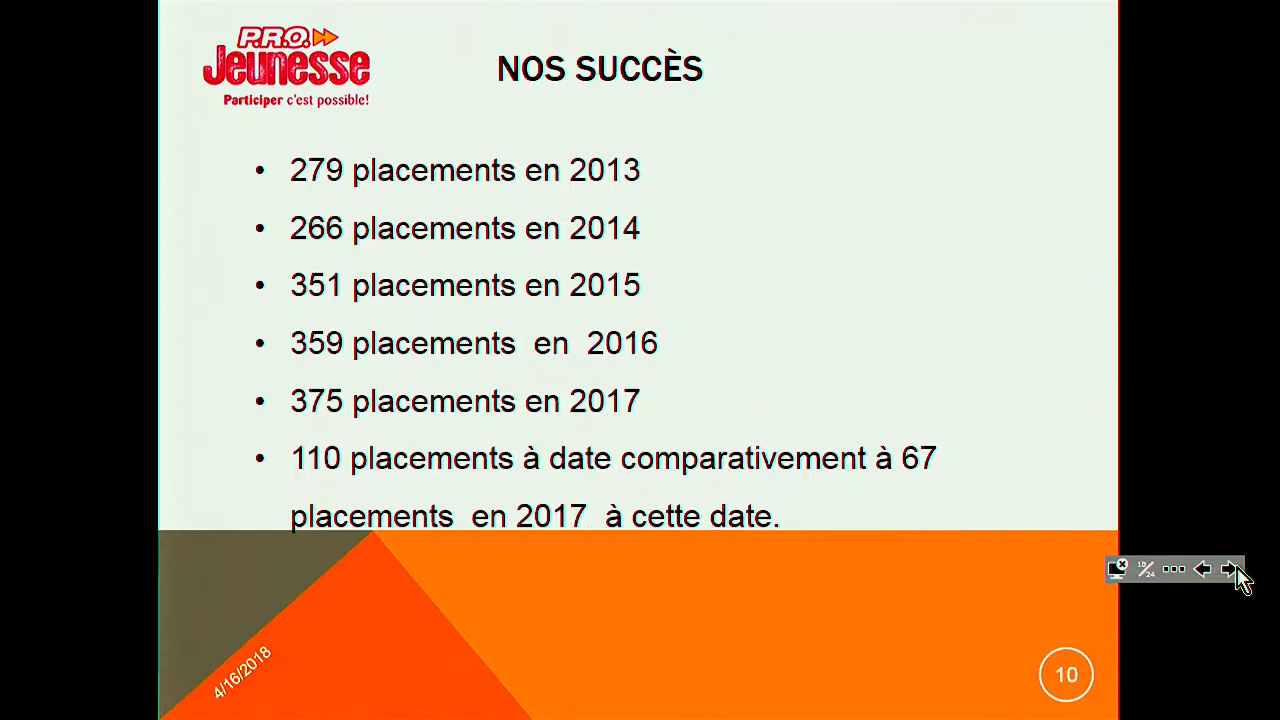 P.R.O.
Jeunesse
Participer c'est possible!
NOS SUCCÈS
• 279 placements en 2013
• 266 placements en 2014
• 351 placements en 2015
• 359 placements en 2016
• 375 placements en 2017
• 110 placements à date comparativement à 67
placements en 2017 à cette date.
10/24
4/16/2018
10